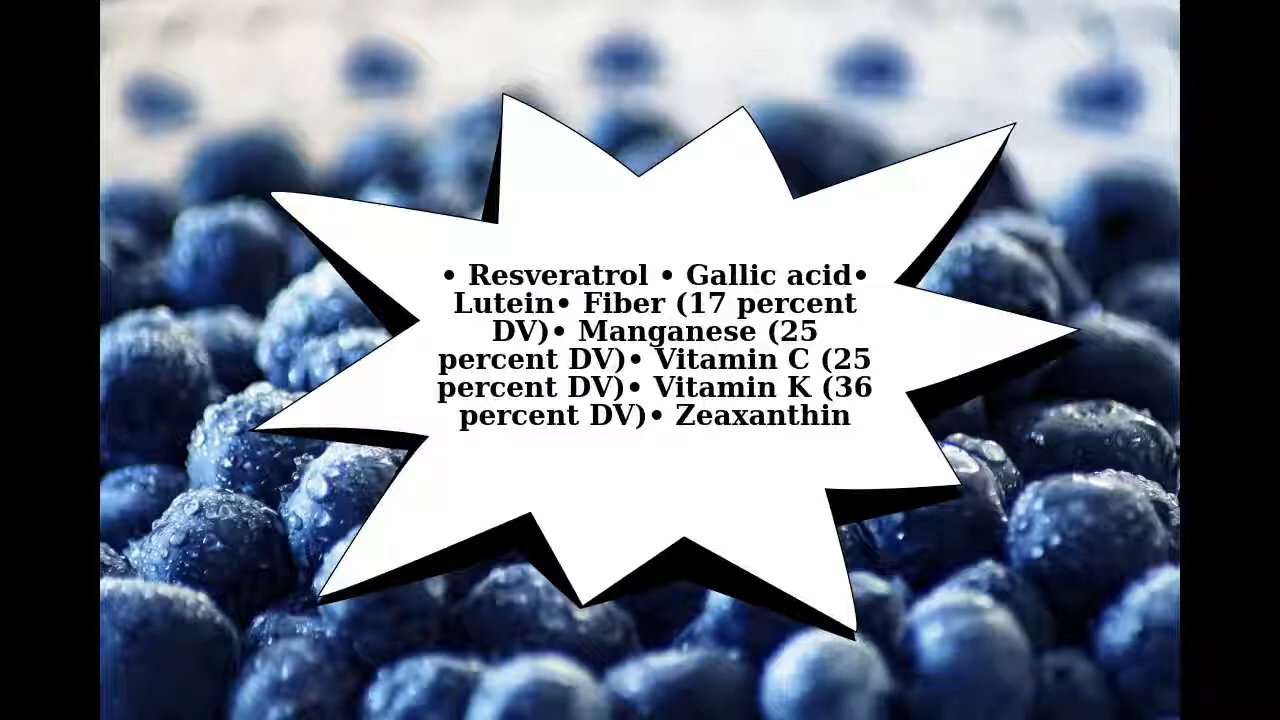 • Resveratrol • Gallic acid•
Lutein• Fiber (17 percent
DV)• Manganese (25
percent DV)• Vitamin C (25
percent DV)• Vitamin K (36
percent DV)• Zeaxanthin